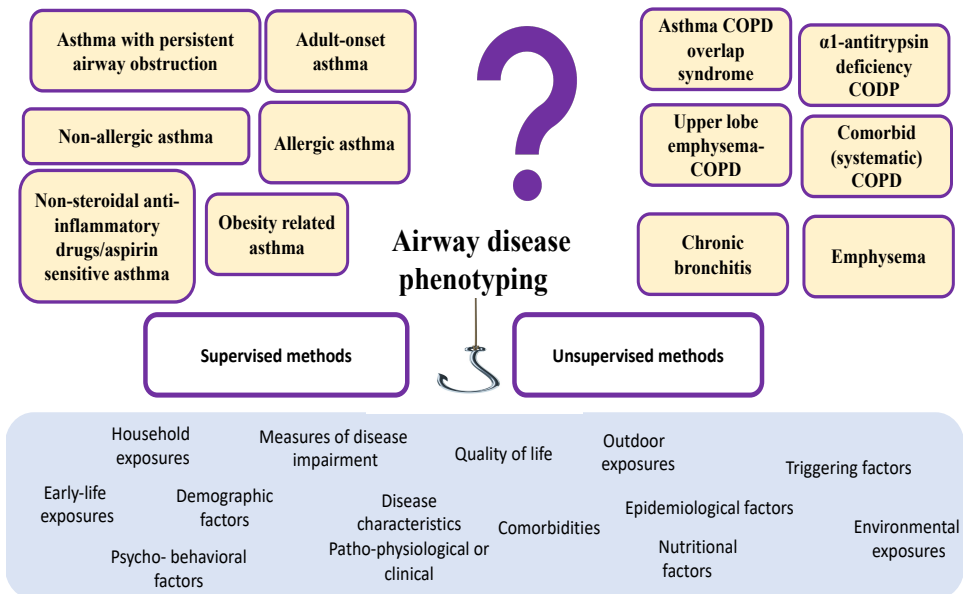 Asthma with persistent
airway obstruction
Adult-onset
asthma
Non-allergic asthma
Allergic asthma
Non-steroidal anti-
inflammatory
drugs/aspirin
sensitive asthma
Obesity related
asthma
?
Airway disease
phenotyping
Asthma COPD
overlap
syndrome
α1-antitrypsin
deficiency
CODP
Upper lobe
emphysema-
COPD
Comorbid
(systematic)
COPD
Chronic
bronchitis
Emphysema
Supervised methods
Unsupervised methods
Household
exposures
Measures of disease
impairment
Quality of life
Outdoor
exposures
Triggering factors
Early-life
exposures
Demographic
factors
Disease
characteristics
Comorbidities
Epidemiological factors
Environmental
exposures
Psycho- behavioral
factors
Patho-physiological or
clinical
Nutritional
factors